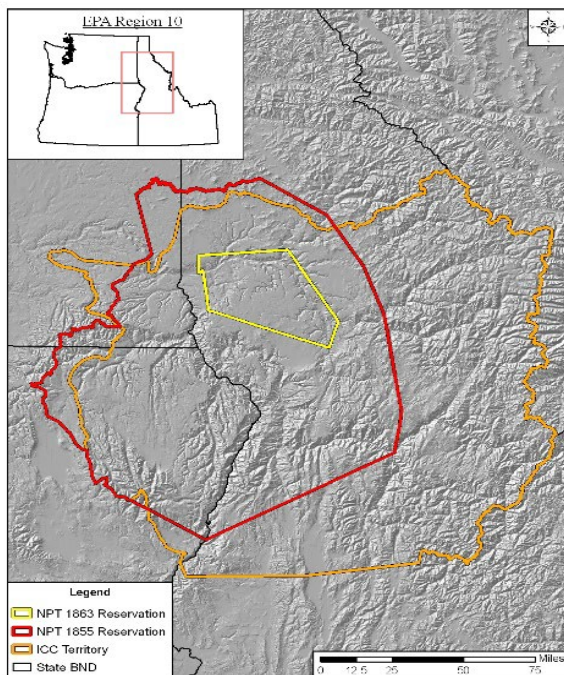 EPA Region 10
Legend
NPT 1863 Reservation
NPT 1855 Reservation
ICC Territory
State BND
Miles
0 12.5 25 50 75